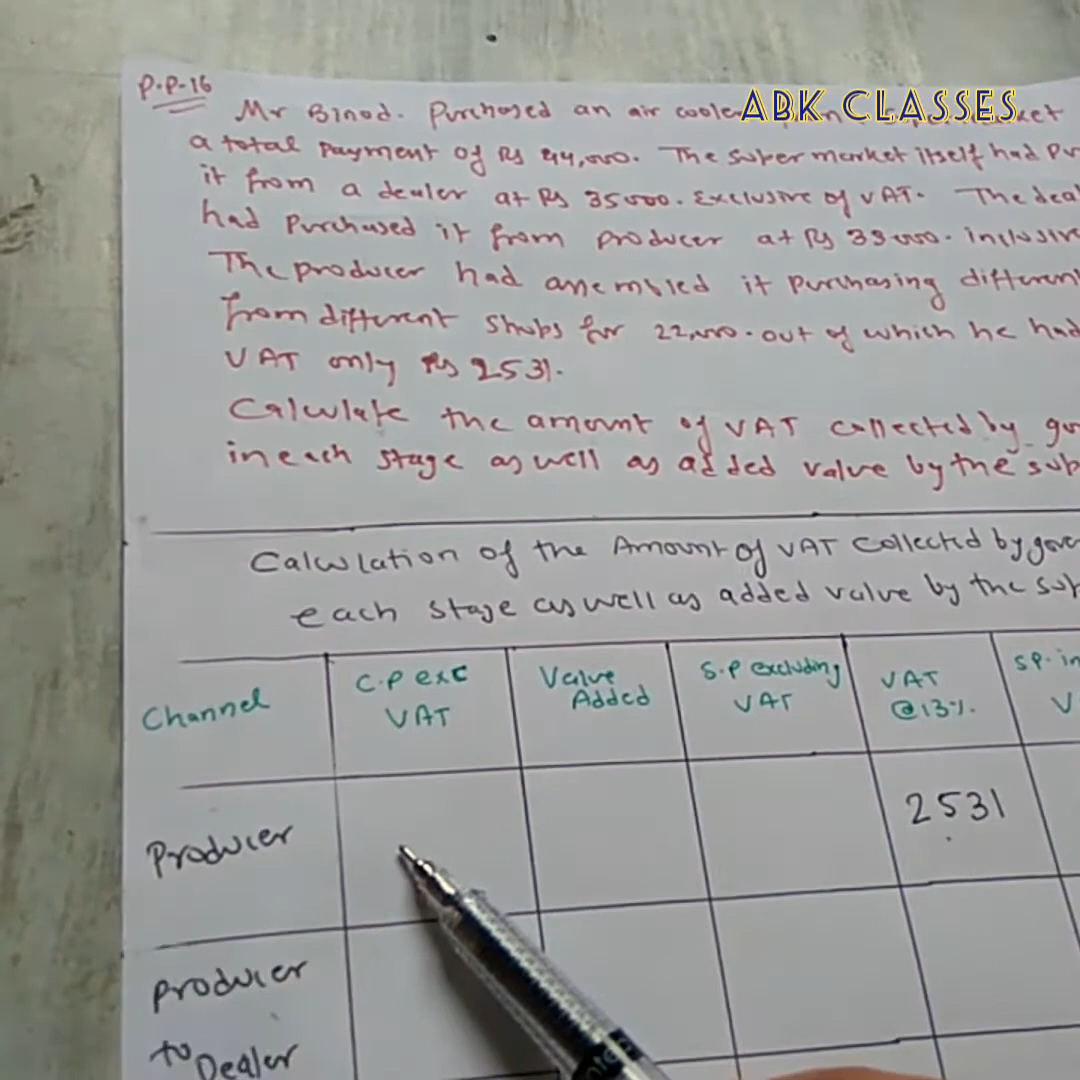 P.P-16
ABK CLASSES
Mr Binod. Purchased an air cooler
a total payment of Rs 44,000. The super market itself had
it from a dealer at Rs 35000. Exclusive of VAT. The
had purchased it from producer at Rs 33000. inclusive
The producer had assembled it purchasing different
from different shops for 22,000. out of which he had
VAT only Rs 2531.
Calculate the amount of VAT collected by
in each stage as well as added value by the
Calculation of the Amount of VAT collected by
each stage as well as added value by the
Channel
C.P exc
VAT
Value
Added
S.P excluding
VAT
VAT
@13%
SP.
Producer
2531
Producer
to
Dealer